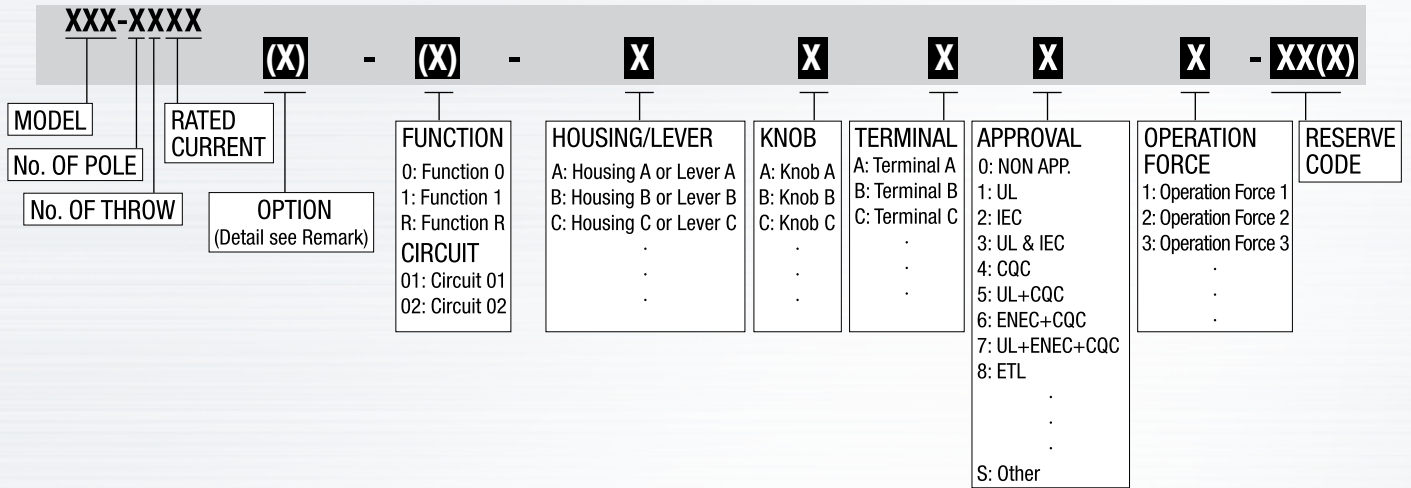 XXX-XXXX
(X) - (X) - X X X X X - XX(X)
MODEL
No. OF POLE
No. OF THROW
RATED
CURRENT
OPTION
(Detail see Remark)
FUNCTION
0: Function 0
1: Function 1
R: Function R
CIRCUIT
01: Circuit 01
02: Circuit 02
HOUSING/LEVER
A: Housing A or Lever A
B: Housing B or Lever B
C: Housing C or Lever C
.
.
.
KNOB
A: Knob A
B: Knob B
C: Knob C
.
.
.
TERMINAL
A: Terminal A
B: Terminal B
C: Terminal C
.
.
.
APPROVAL
0: NON APP.
1: UL
2: IEC
3: UL & IEC
4: CQC
5: UL+CQC
6: ENEC+CQC
7: UL+ENEC+CQC
8: ETL
.
.
.
S: Other
OPERATION
FORCE
1: Operation Force 1
2: Operation Force 2
3: Operation Force 3
.
.
.
RESERVE
CODE